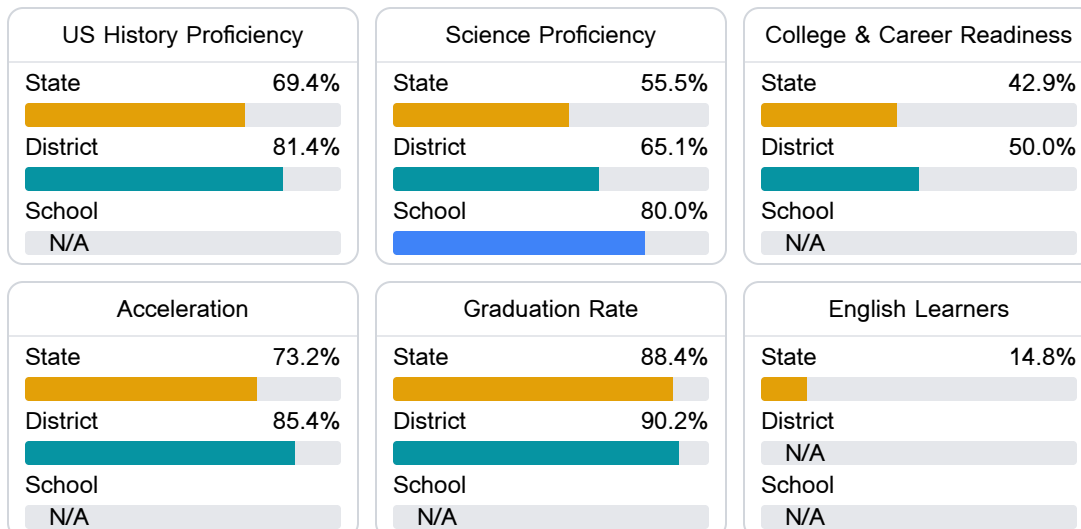 US History Proficiency
State 69.4%
District 81.4%
School
N/A
Science Proficiency
State 55.5%
District 65.1%
School 80.0%
College & Career Readiness
State 42.9%
District 50.0%
School
N/A
Acceleration
State 73.2%
District 85.4%
School
N/A
Graduation Rate
State 88.4%
District 90.2%
School
N/A
English Learners
State 14.8%
District
N/A
School
N/A